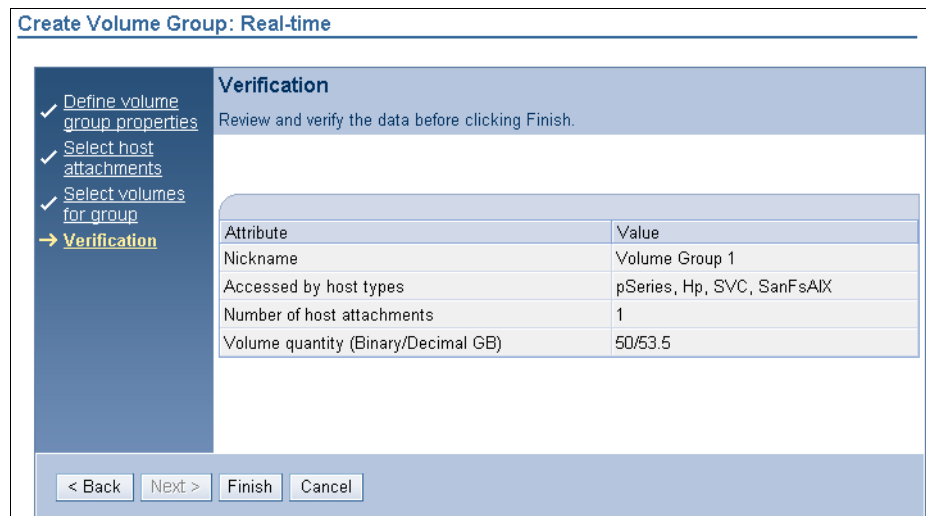 Create Volume Group: Real-time
Define volume
group properties
Select host
attachments
Select volumes
for group
Verification
Verification
Review and verify the data before clicking Finish.
Attribute Value
Nickname Volume Group 1
Accessed by host types pSeries, Hp, SVC, SanFsAIX
Number of host attachments 1
Volume quantity (Binary/Decimal GB) 50/53.5
< Back Next > Finish Cancel